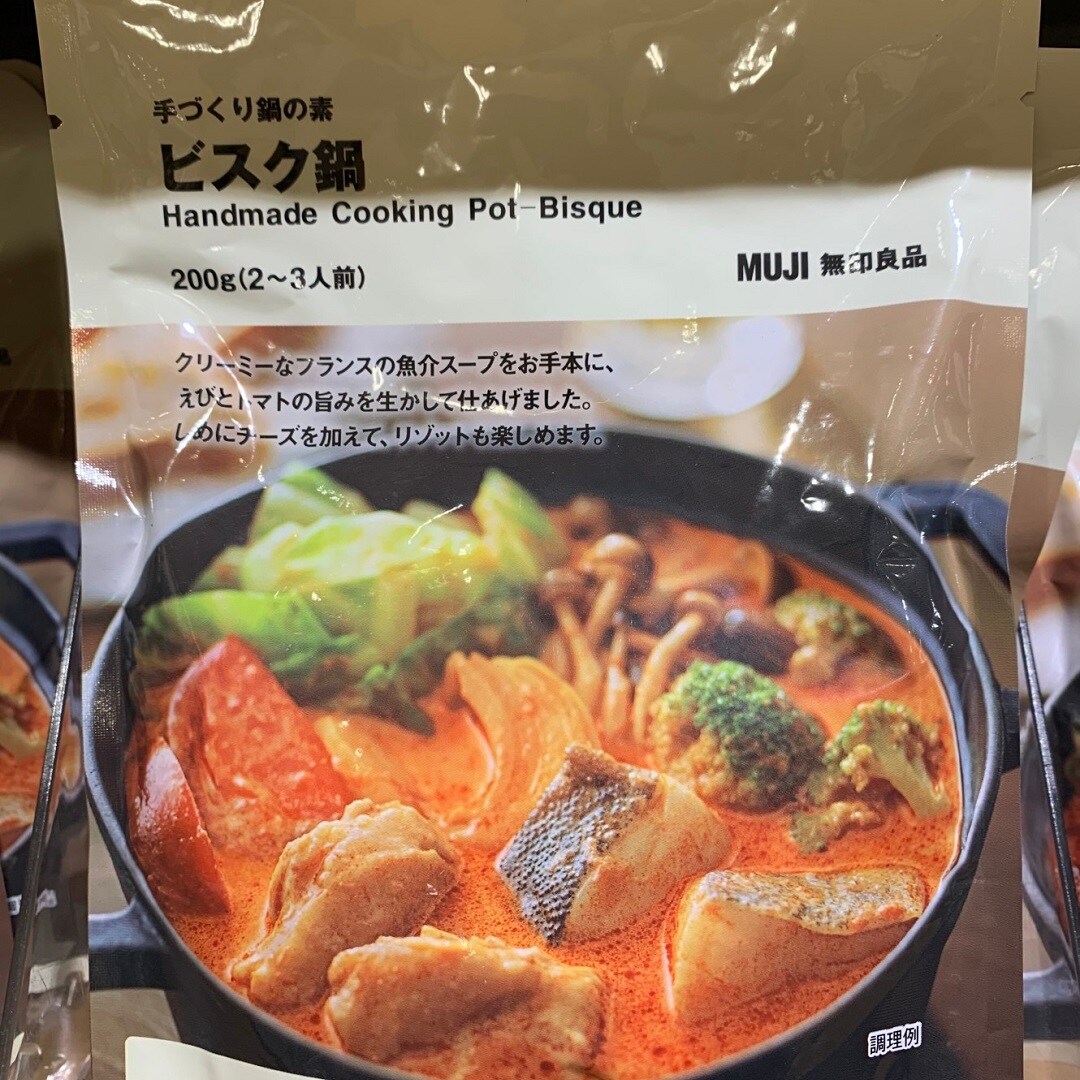 手づくり鍋の素
ビスク鍋
Handmade Cooking Pot-Bisque
200g(2～3人前)
MUJI 無印良品
クリーミーなフランスの魚介スープをお手本に、
えびとトマトの旨みを生かして仕あげました。
しめにチーズを加えて、リゾットも楽しめます。
調理例